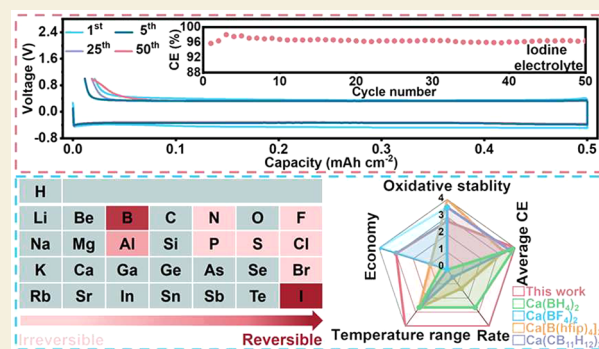 1st 5th
25th 50th
CE (%)
100
96
92
88
0 10 20 30 40 50
Cycle number
Iodine
electrolyte
Voltage (V)
2.4
1.6
0.8
0.0
-0.8
0.0 0.1 0.2 0.3 0.4 0.5
Capacity (mAh cm-2)
H
Li Be B C N O F
Na Mg Al Si P S Cl
K Ca Ga Ge As Se Br
Rb Sr In Sn Sb Te I
Irreversible Reversible
Oxidative stablity
4
3
2
1
0
Economy
Average CE
Temperature range
Rate
This work
Ca(BH4)2
Ca(BF4)2
Ca[B(hfip)4]2
Ca(CB11H12)2